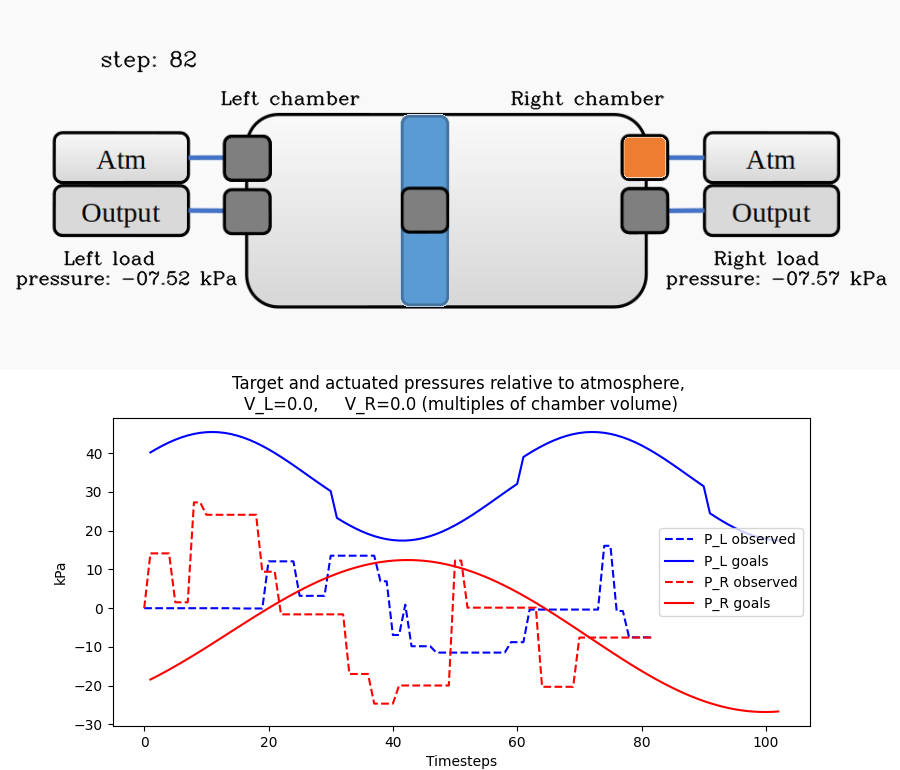 step: 82
Left chamber
Right chamber
Atm
Atm
Output
Output
Left load
pressure: -07.52 kPa
Right load
pressure: -07.57 kPa
Target and actuated pressures relative to atmosphere,
V_L=0.0,     V_R=0.0 (multiples of chamber volume)
kPa
40
30
20
10
0
−10
−20
−30
P_L observed
P_L goals
P_R observed
P_R goals
0 20 40 60 80 100
Timesteps